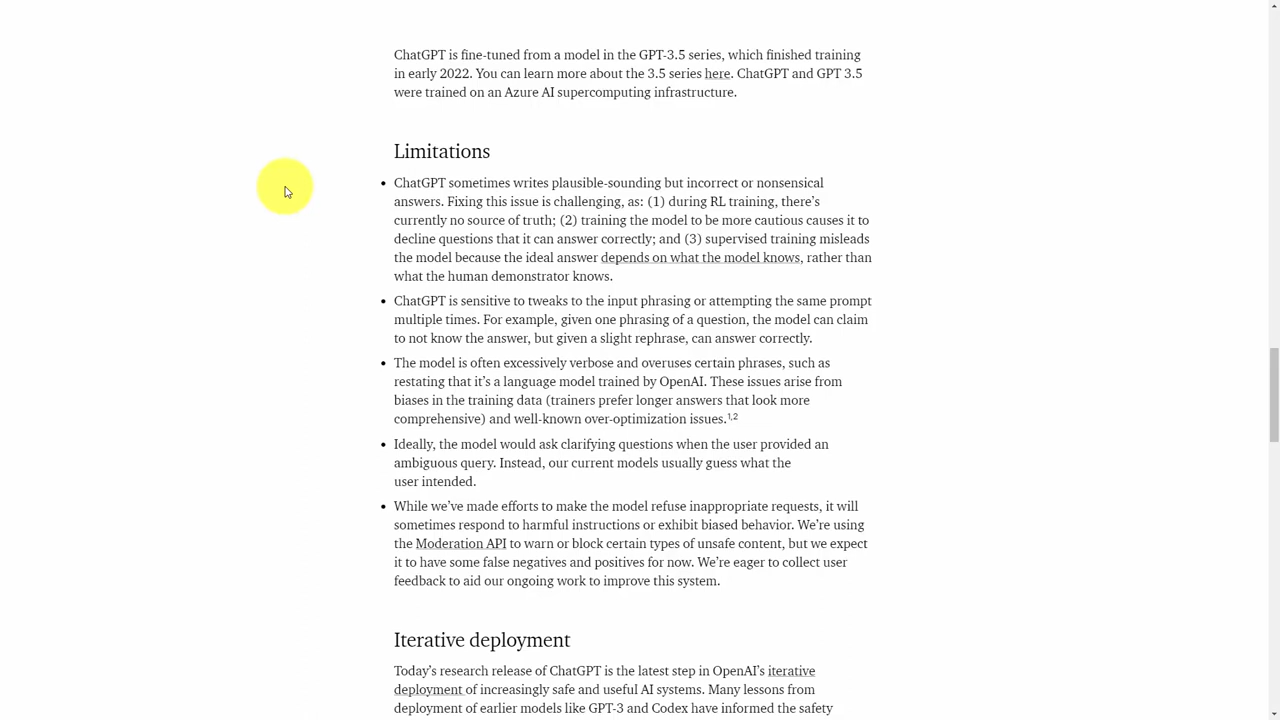 ChatGPT is fine-tuned from a model in the GPT-3.5 series, which finished training
in early 2022. You can learn more about the 3.5 series here. ChatGPT and GPT 3.5
were trained on an Azure AI supercomputing infrastructure.
Limitations
• ChatGPT sometimes writes plausible-sounding but incorrect or nonsensical
answers. Fixing this issue is challenging, as: (1) during RL training, there’s
currently no source of truth; (2) training the model to be more cautious causes it to
decline questions that it can answer correctly; and (3) supervised training misleads
the model because the ideal answer depends on what the model knows, rather than
what the human demonstrator knows.
• ChatGPT is sensitive to tweaks to the input phrasing or attempting the same prompt
multiple times. For example, given one phrasing of a question, the model can claim
to not know the answer, but given a slight rephrase, can answer correctly.
• The model is often excessively verbose and overuses certain phrases, such as
restating that it’s a language model trained by OpenAI. These issues arise from
biases in the training data (trainers prefer longer answers that look more
comprehensive) and well-known over-optimization issues.1,2
• Ideally, the model would ask clarifying questions when the user provided an
ambiguous query. Instead, our current models usually guess what the
user intended.
• While we’ve made efforts to make the model refuse inappropriate requests, it will
sometimes respond to harmful instructions or exhibit biased behavior. We’re using
the Moderation API to warn or block certain types of unsafe content, but we expect
it to have some false negatives and positives for now. We’re eager to collect user
feedback to aid our ongoing work to improve this system.
Iterative deployment
Today’s research release of ChatGPT is the latest step in OpenAI’s iterative
deployment of increasingly safe and useful AI systems. Many lessons from
deployment of earlier models like GPT-3 and Codex have informed the safety